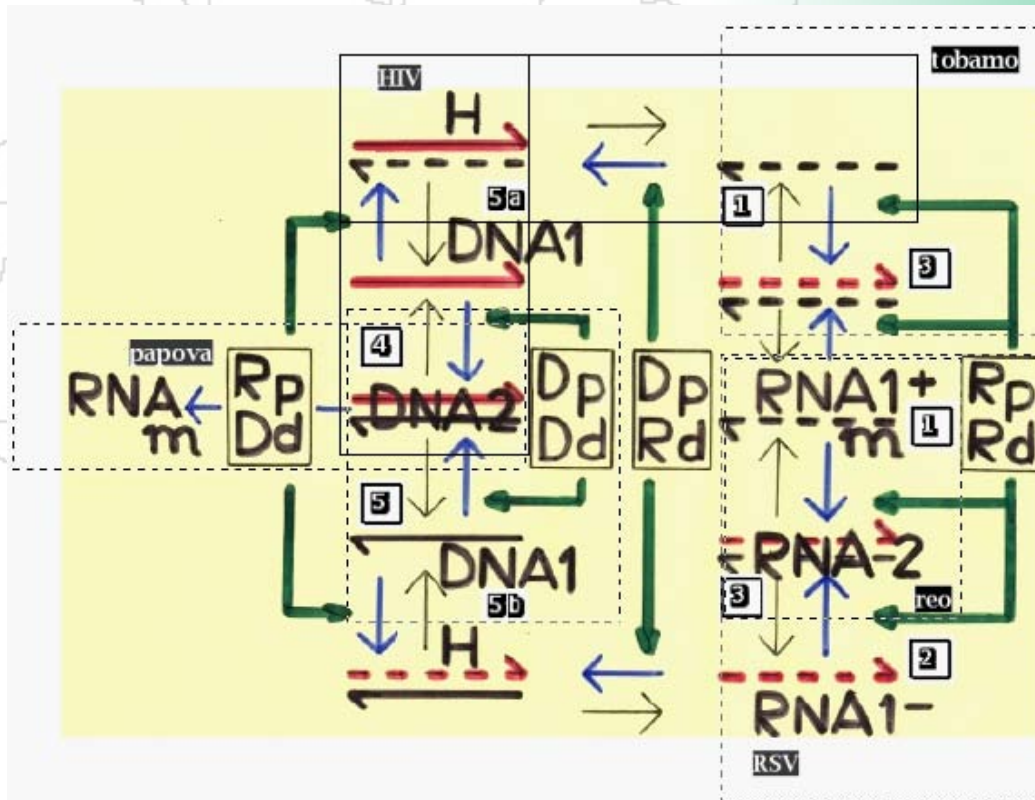 HIV
tobamo
H
5a
1
DNA1
3
4
papova
RNA
m
Rp
Dd
DNA2
Dp
Dd
Dp
Rd
RNA1+
m
1
Rp
Rd
5
RNA-2
DNA1
5b
3
reo
H
2
RNA1-
RSV